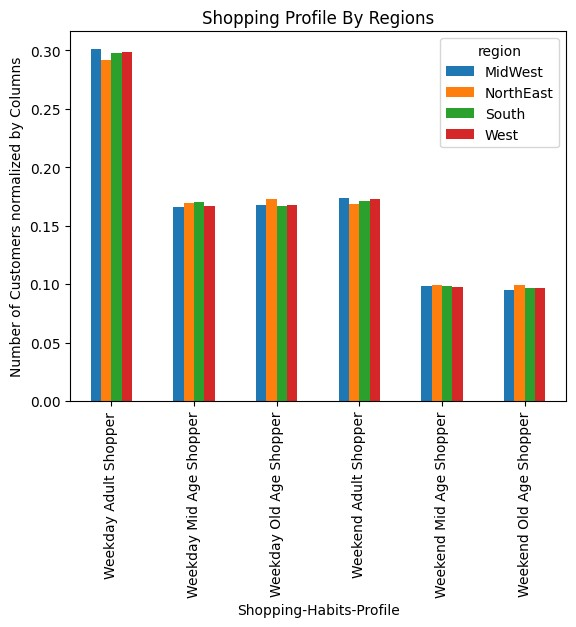 Shopping Profile By Regions
Number of Customers normalized by Columns
0.30
0.25
0.20
0.15
0.10
0.05
0.00
region
MidWest
NorthEast
South
West
Weekday Adult Shopper
Weekday Mid Age Shopper
Weekday Old Age Shopper
Weekend Adult Shopper
Weekend Mid Age Shopper
Weekend Old Age Shopper
Shopping-Habits-Profile